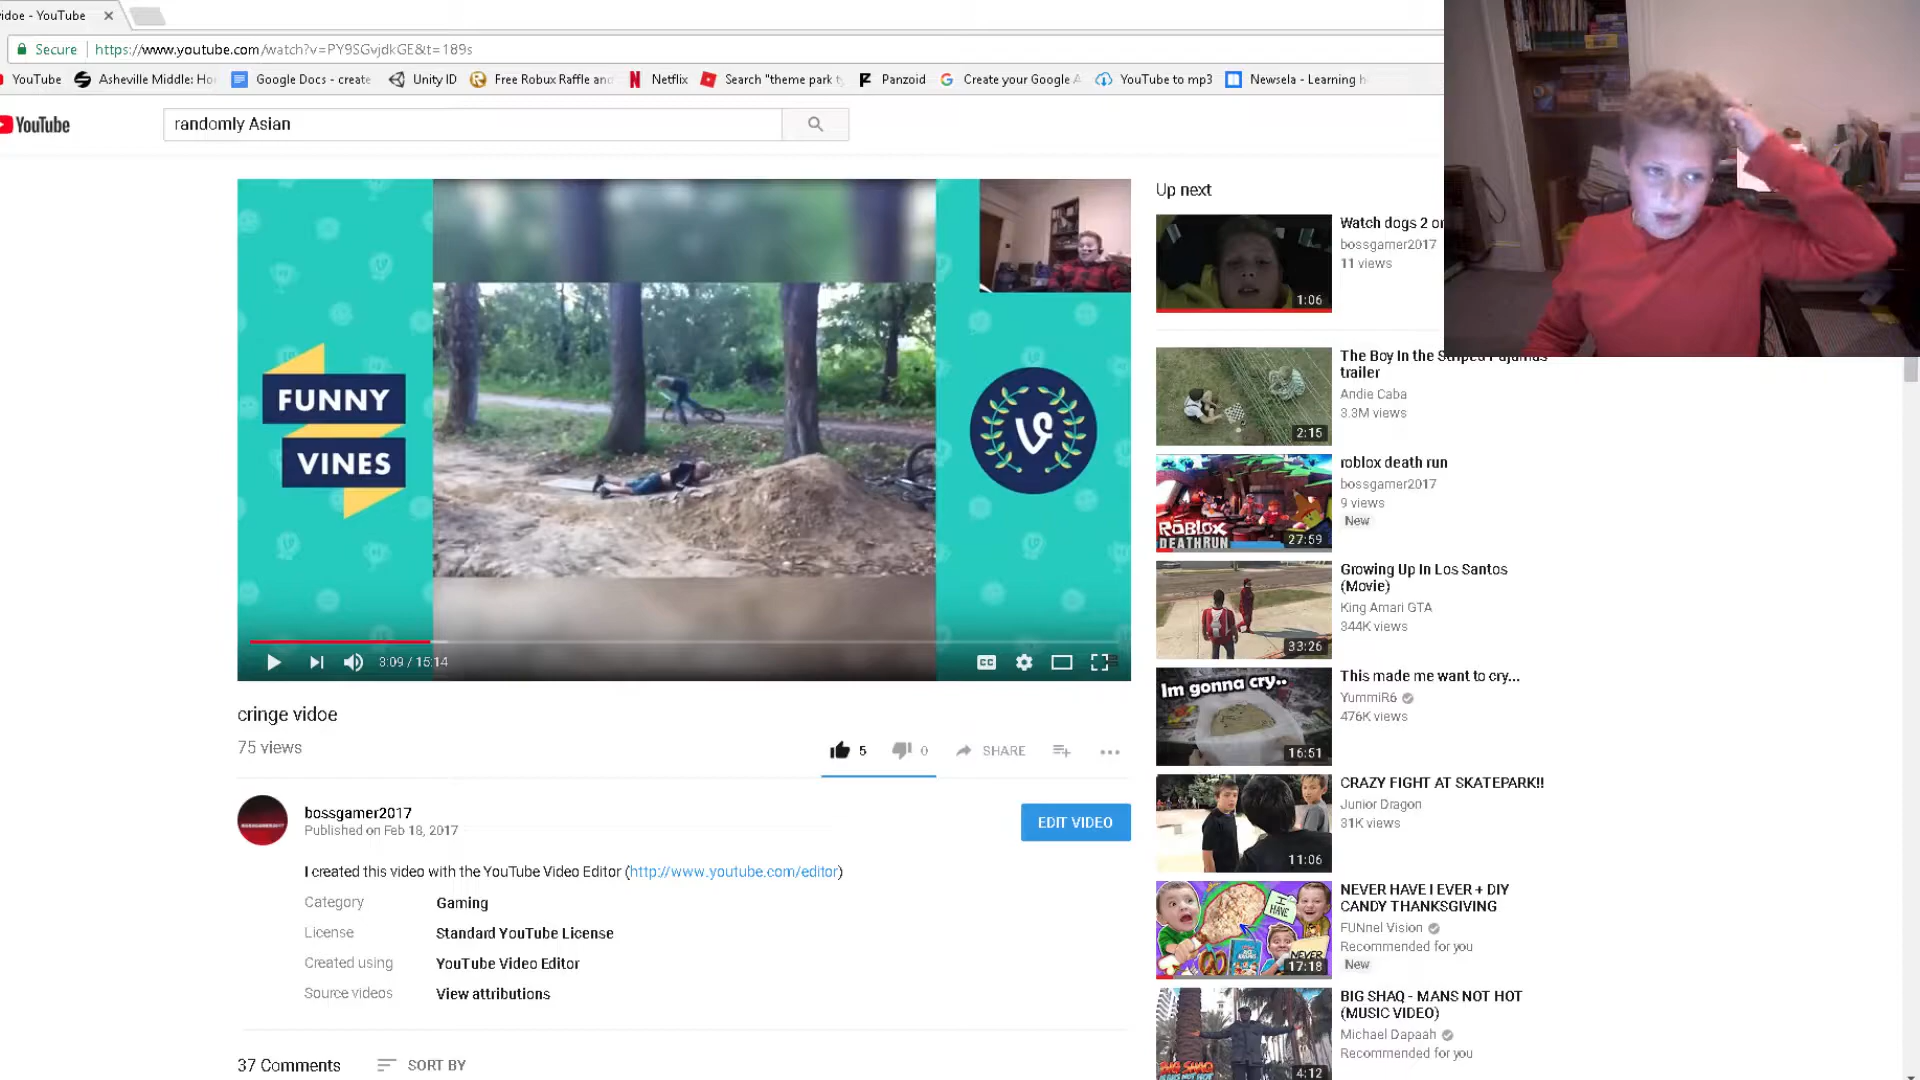 idoe - YouTube
Secure
https://www.youtube.com/watch?v=PY9SGvjdkGE&t=189s
YouTube
Asheville Middle: Ho
Google Docs - create
Unity ID
Free Robux Raffle and
Netflix
Search "theme park ty
Panzoid
Create your Google A
YouTube to mp3
Newsela - Learning h
YouTube
randomly Asian
FUNNY
VINES
3:09 / 15:14
CC
cringe vidoe
75 views
5
0
SHARE
bossgamer2017
Published on Feb 18, 2017
EDIT VIDEO
I created this video with the YouTube Video Editor (http://www.youtube.com/editor)
Category
Gaming
License
Standard YouTube License
Created using
YouTube Video Editor
Source videos
View attributions
37 Comments
SORT BY
Up next
Watch dogs 2 or
bossgamer2017
11 views
1:06
The Boy In the Striped Pajamas
trailer
Andie Caba
3.3M views
2:15
roblox death run
bossgamer2017
9 views
New
ROBLOX
DEATHRUN
27:59
Growing Up In Los Santos
(Movie)
King Amari GTA
344K views
33:26
This made me want to cry...
YummiR6
476K views
Im gonna cry..
16:51
CRAZY FIGHT AT SKATEPARK!!
Junior Dragon
31K views
11:06
NEVER HAVE I EVER + DIY
CANDY THANKSGIVING
FUNnel Vision
Recommended for you
New
I HAVE
NEVER
17:18
BIG SHAQ - MANS NOT HOT
(MUSIC VIDEO)
Michael Dapaah
Recommended for you
BIG SHAQ
4:12